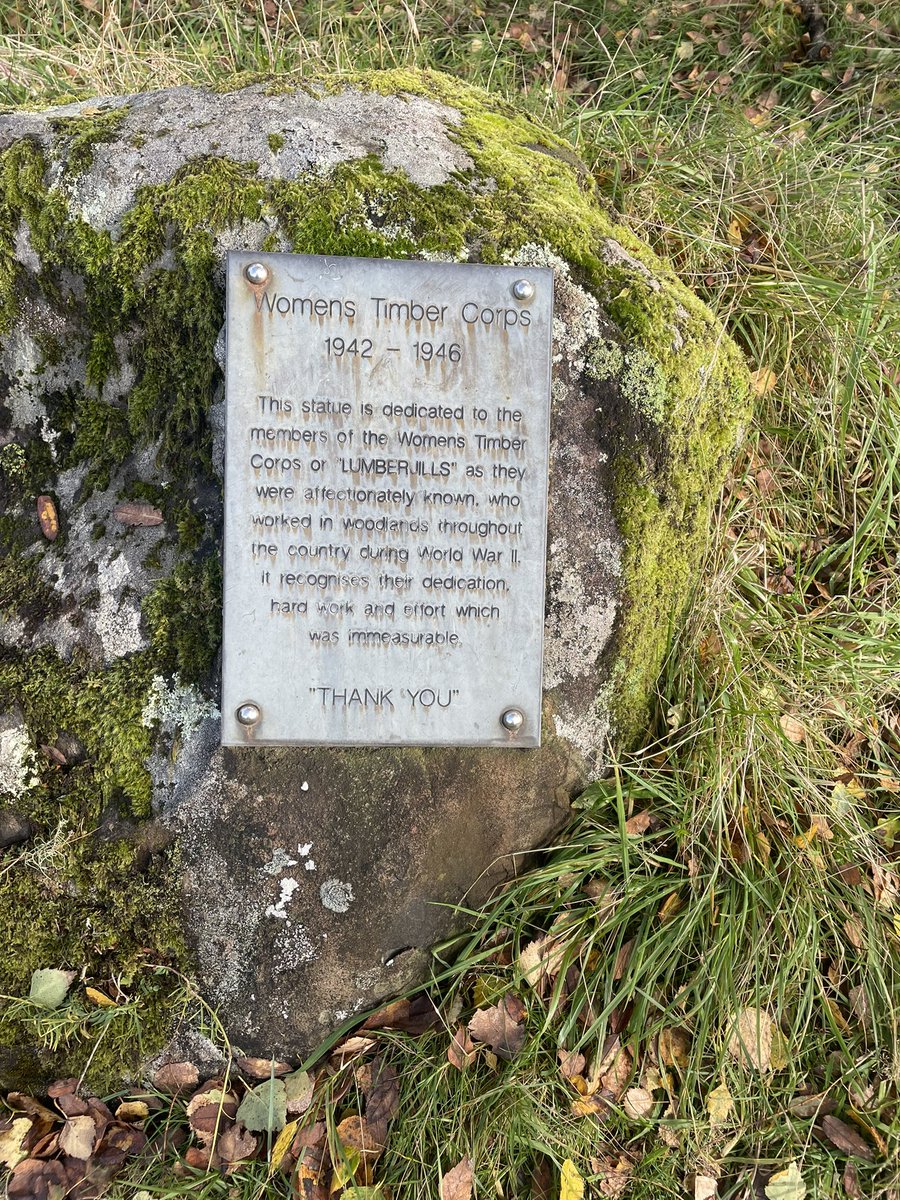 Womens Timber Corps
1942 - 1946
This statue is dedicated to the
members of the Womens Timber
Corps or "LUMBERJILLS" as they
were affectionately known, who
worked in woodlands throughout
the country during World War II.
It recognises their dedication,
hard work and effort which
was immeasurable.
"THANK YOU"